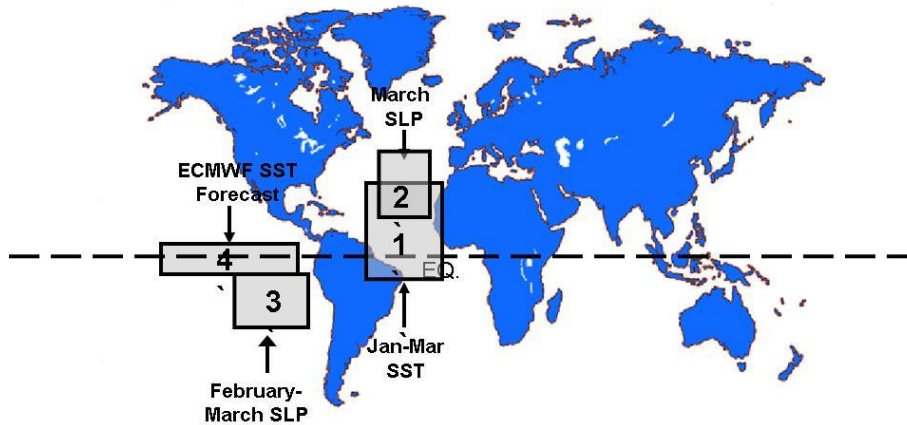 March
SLP
ECMWF SST
Forecast
2
1
4
EQ.
3
Jan-Mar
SST
February-
March SLP